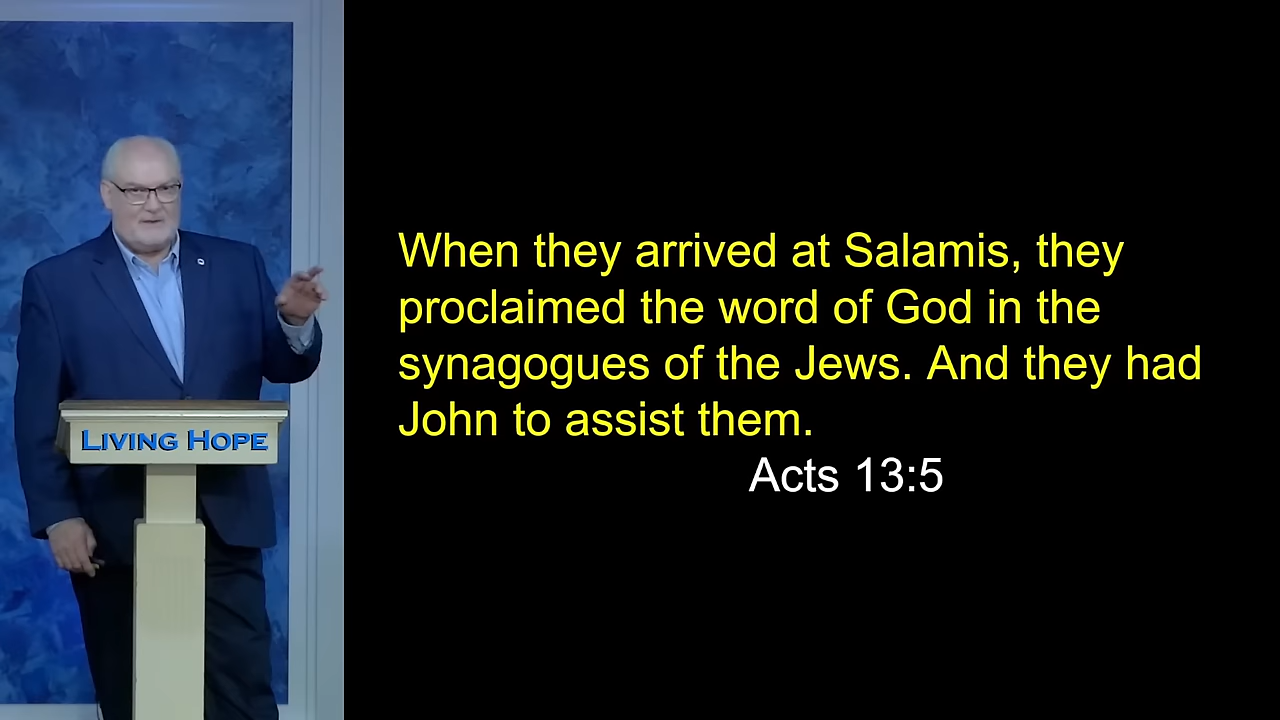 LIVING HOPE
When they arrived at Salamis, they
proclaimed the word of God in the
synagogues of the Jews. And they had
John to assist them.
Acts 13:5